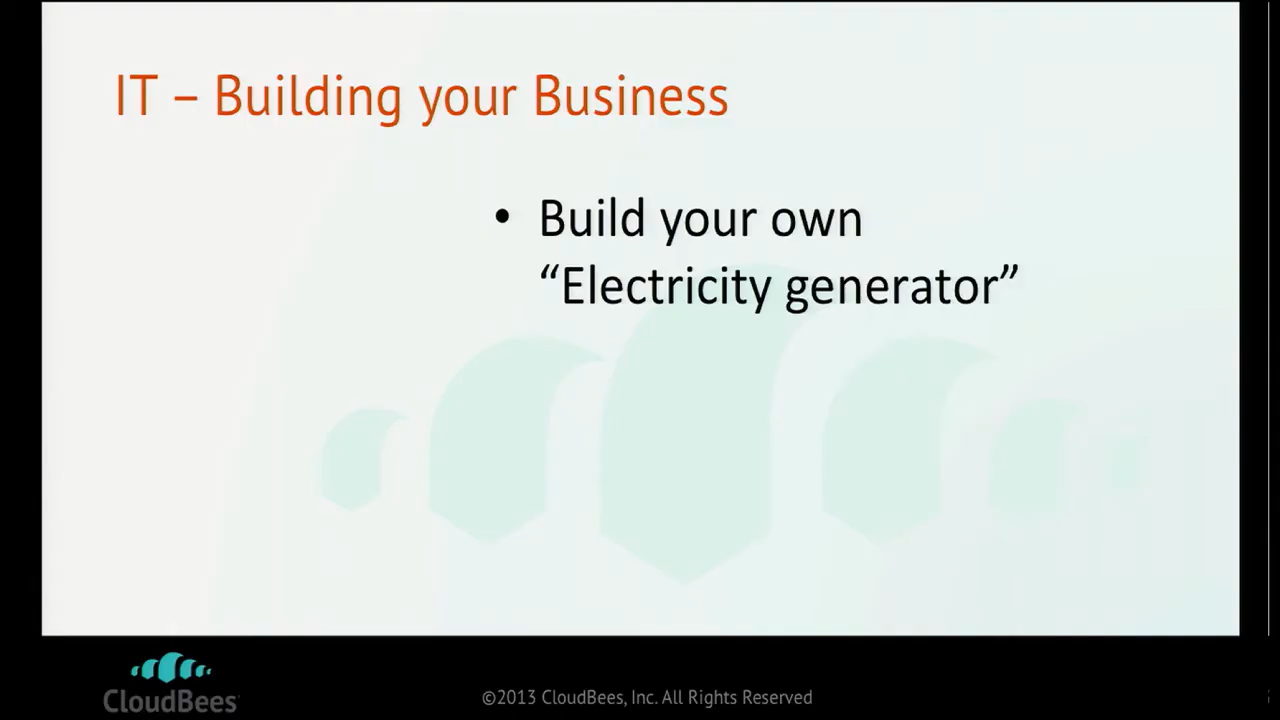 IT – Building your Business
• Build your own
“Electricity generator”
CloudBees
©2013 CloudBees, Inc. All Rights Reserved